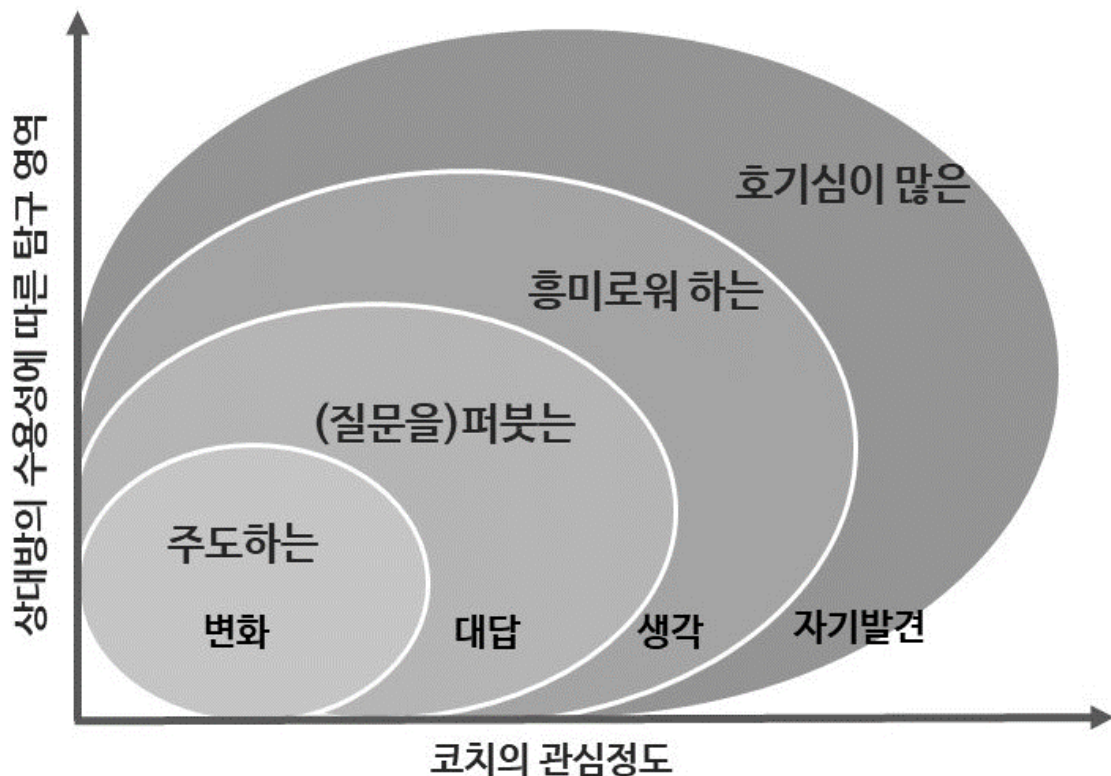 상대방의 수용성에 따른 탐구 영역
호기심이 많은
흥미로워 하는
(질문을)퍼붓는
주도하는
변화 대답 생각 자기발견
코치의 관심정도